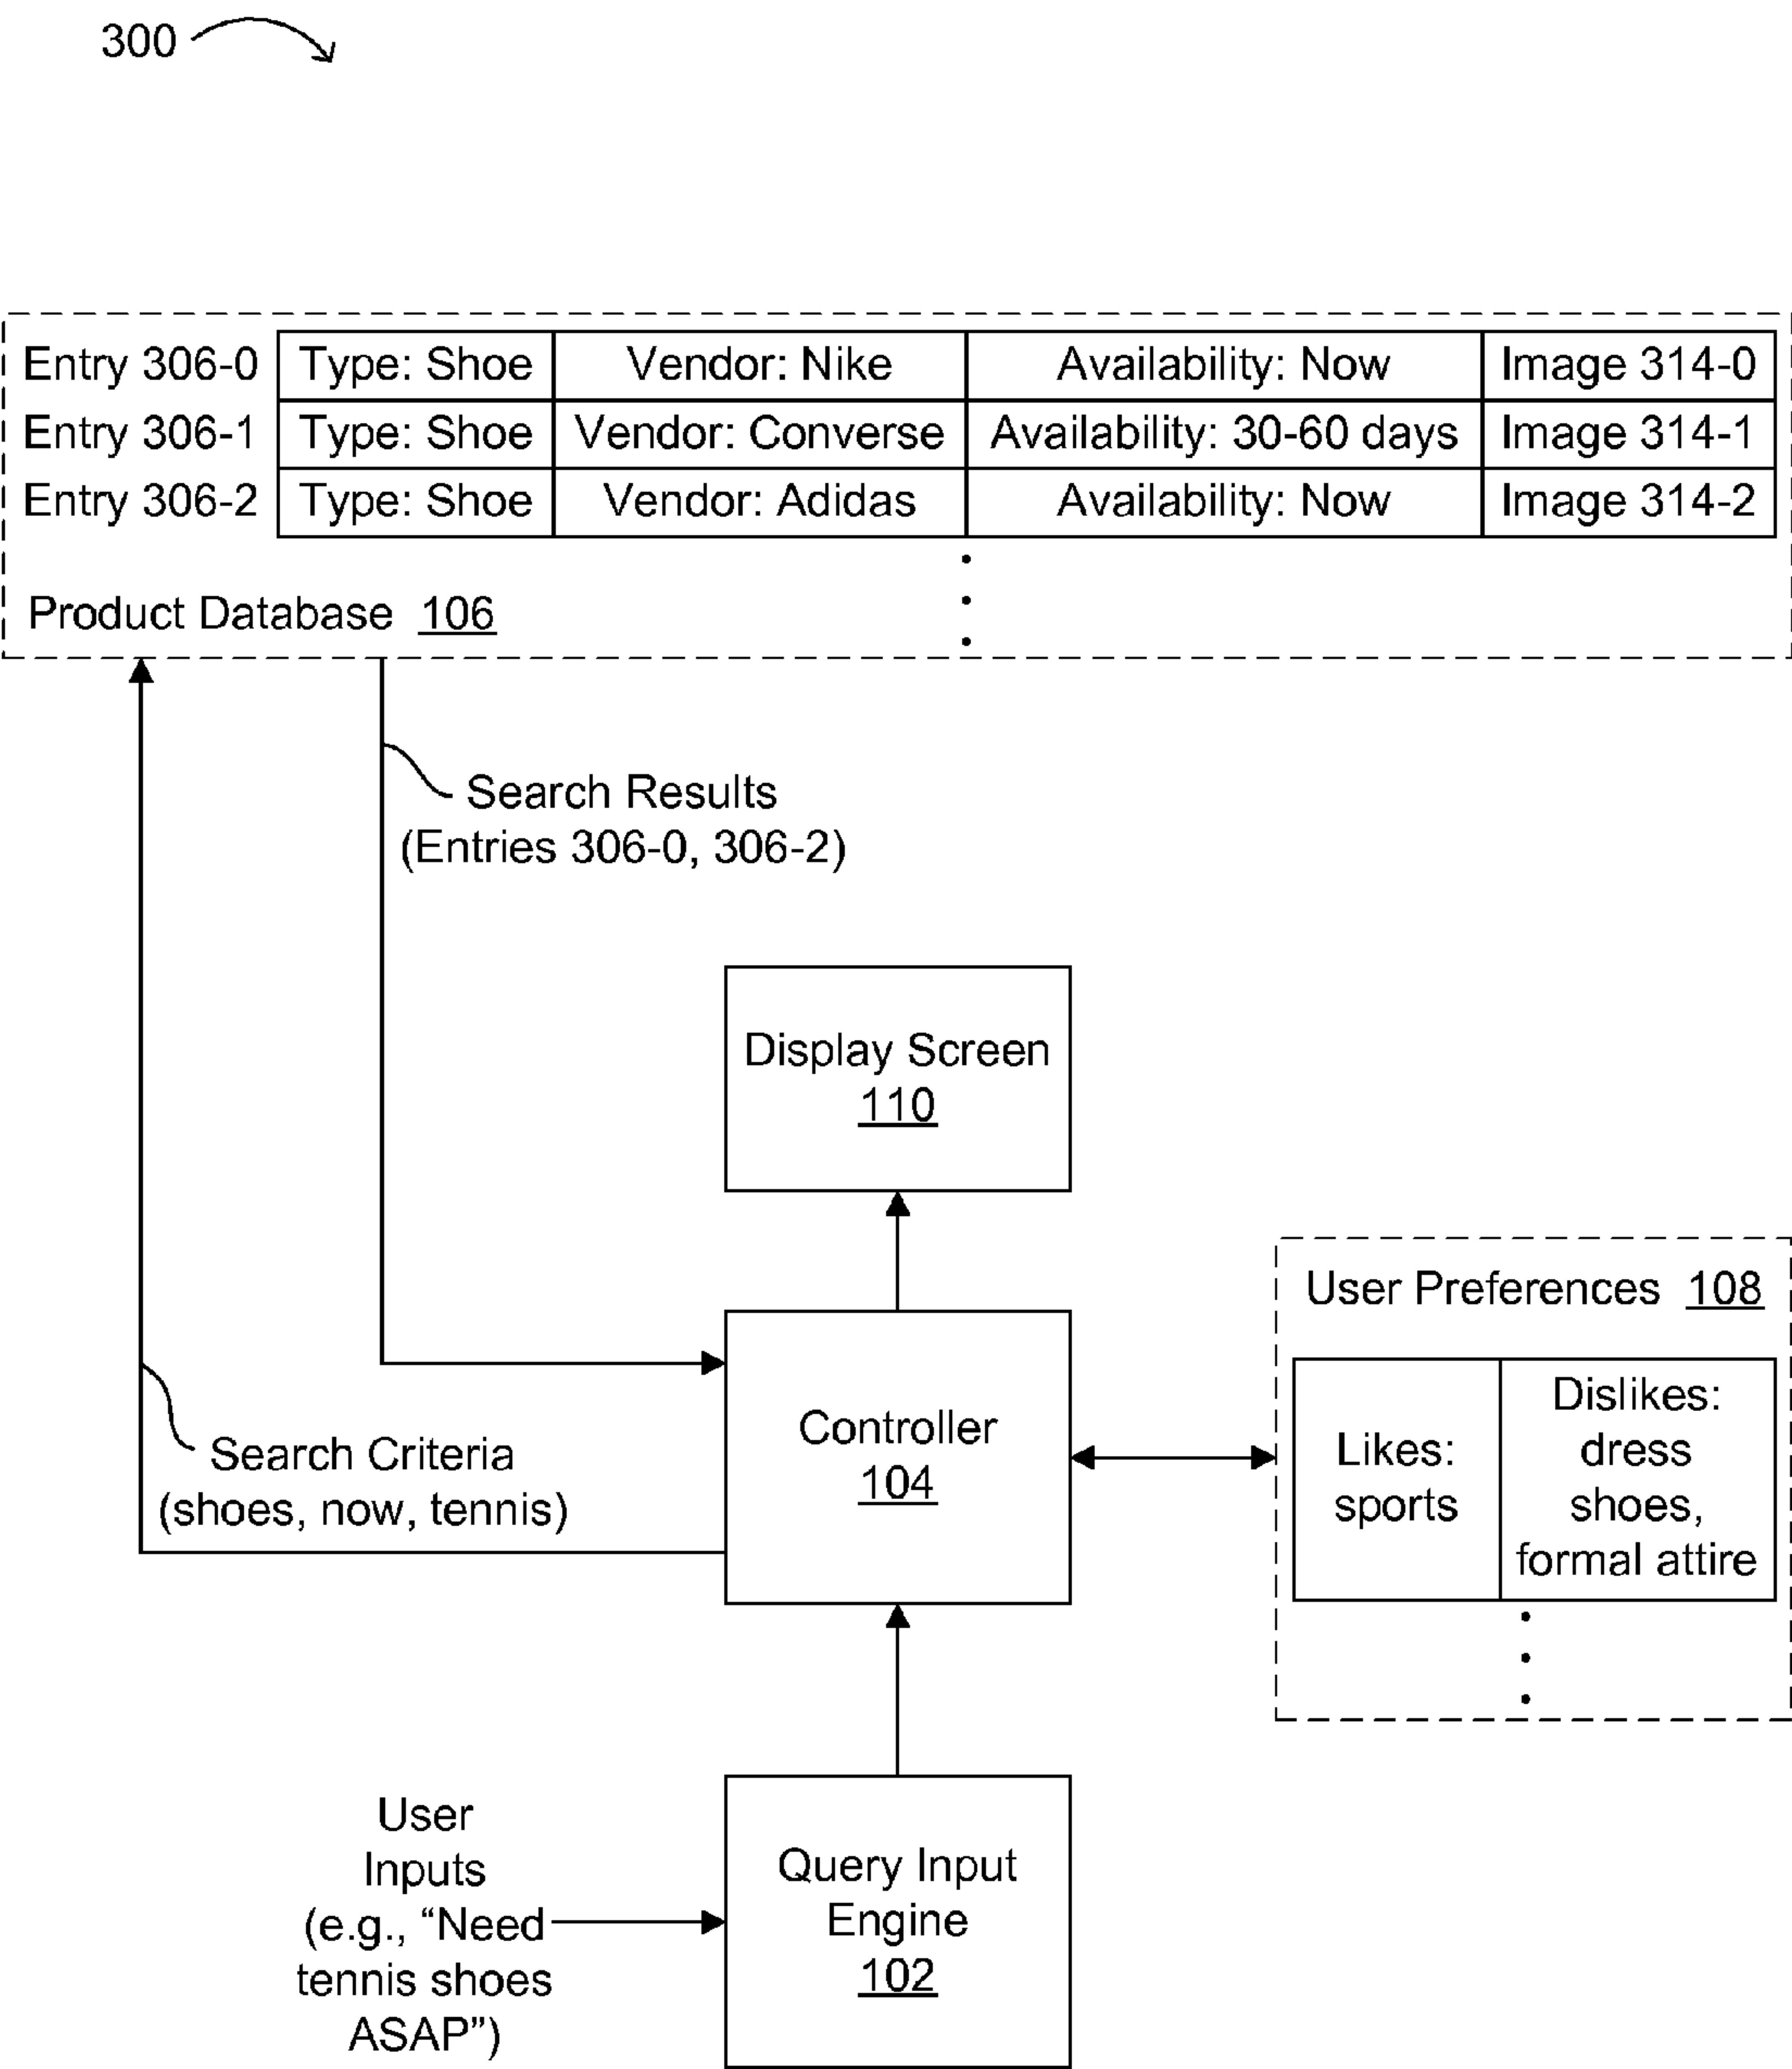 300
Entry 306-0 Type: Shoe Vendor: Nike Availability: Now Image 314-0
Entry 306-1 Type: Shoe Vendor: Converse Availability: 30-60 days Image 314-1
Entry 306-2 Type: Shoe Vendor: Adidas Availability: Now Image 314-2
Product Database 106
Search Results
(Entries 306-0, 306-2)
Display Screen
110
User Preferences 108
Likes:
sports
Dislikes:
dress
shoes,
formal attire
Controller
104
Search Criteria
(shoes, now, tennis)
User
Inputs
(e.g., “Need
tennis shoes
ASAP”)
Query Input
Engine
102